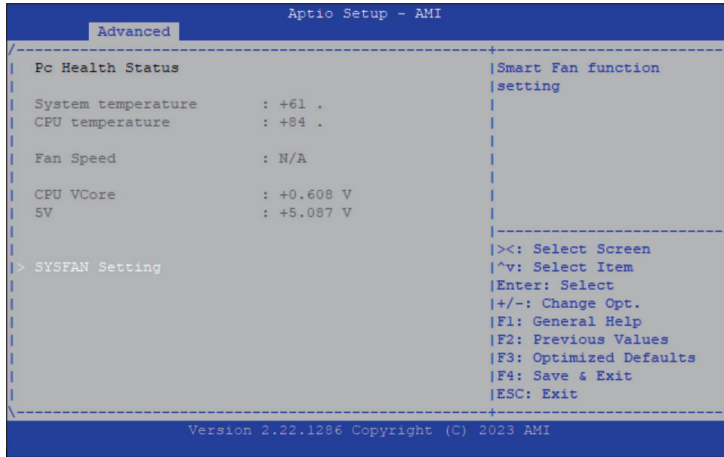 Aptio Setup - AMI
Advanced
Pc Health Status
Smart Fan function
setting
System temperature : +61 .
CPU temperature : +84 .
Fan Speed : N/A
CPU VCore : +0.608 V
5V : +5.087 V
> SYSFAN Setting
><: Select Screen
^v: Select Item
Enter: Select
+/-: Change Opt.
F1: General Help
F2: Previous Values
F3: Optimized Defaults
F4: Save & Exit
ESC: Exit
Version 2.22.1286 Copyright (C) 2023 AMI